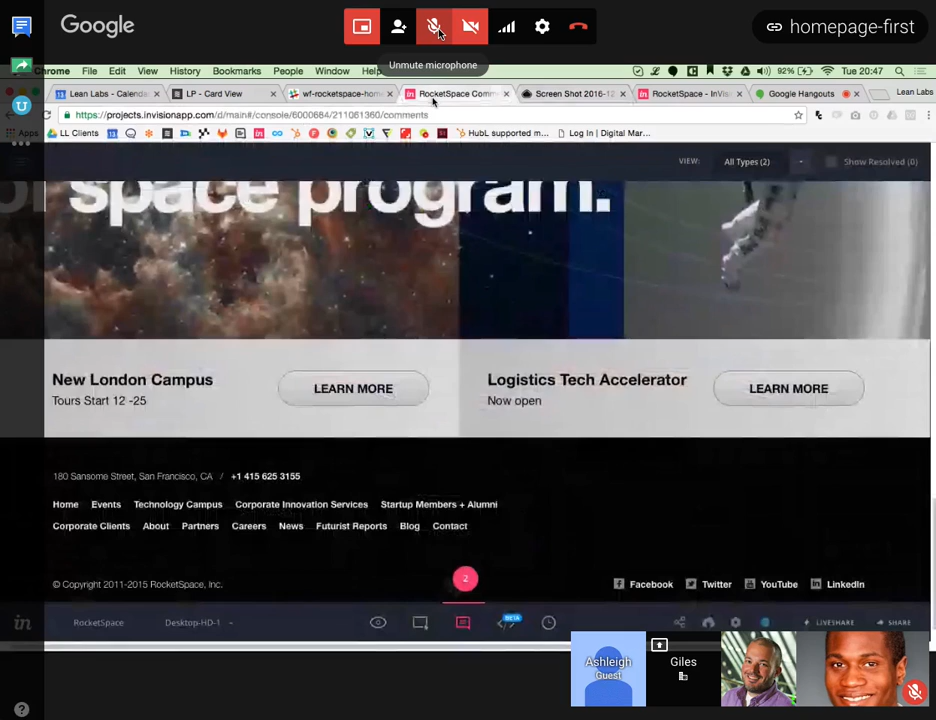 Google
homepage-first
Unmute microphone
Chrome File Edit View History Bookmarks People Window Help 92% Tue 20:47
Lean Labs - Calenda LP - Card View wf-rocketspace-hom RocketSpace Comm Screen Shot 2016-12 RocketSpace - InVisi Google Hangouts Lean Labs
https://projects.invisionapp.com/d/main#/console/6000684/211061360/comments
Apps LL Clients HubL supported m... Log In | Digital Mar...
VIEW: All Types (2) Show Resolved (0)
space program.
New London Campus
Tours Start 12 -25
LEARN MORE
Logistics Tech Accelerator
Now open
LEARN MORE
180 Sansome Street, San Francisco, CA / +1 415 625 3155
Home Events Technology Campus Corporate Innovation Services Startup Members + Alumni
Corporate Clients About Partners Careers News Futurist Reports Blog Contact
© Copyright 2011-2015 RocketSpace, Inc. Facebook Twitter YouTube LinkedIn
2
in RocketSpace Desktop-HD-1 BETA LIVESHARE SHARE
Ashleigh
Guest
Giles